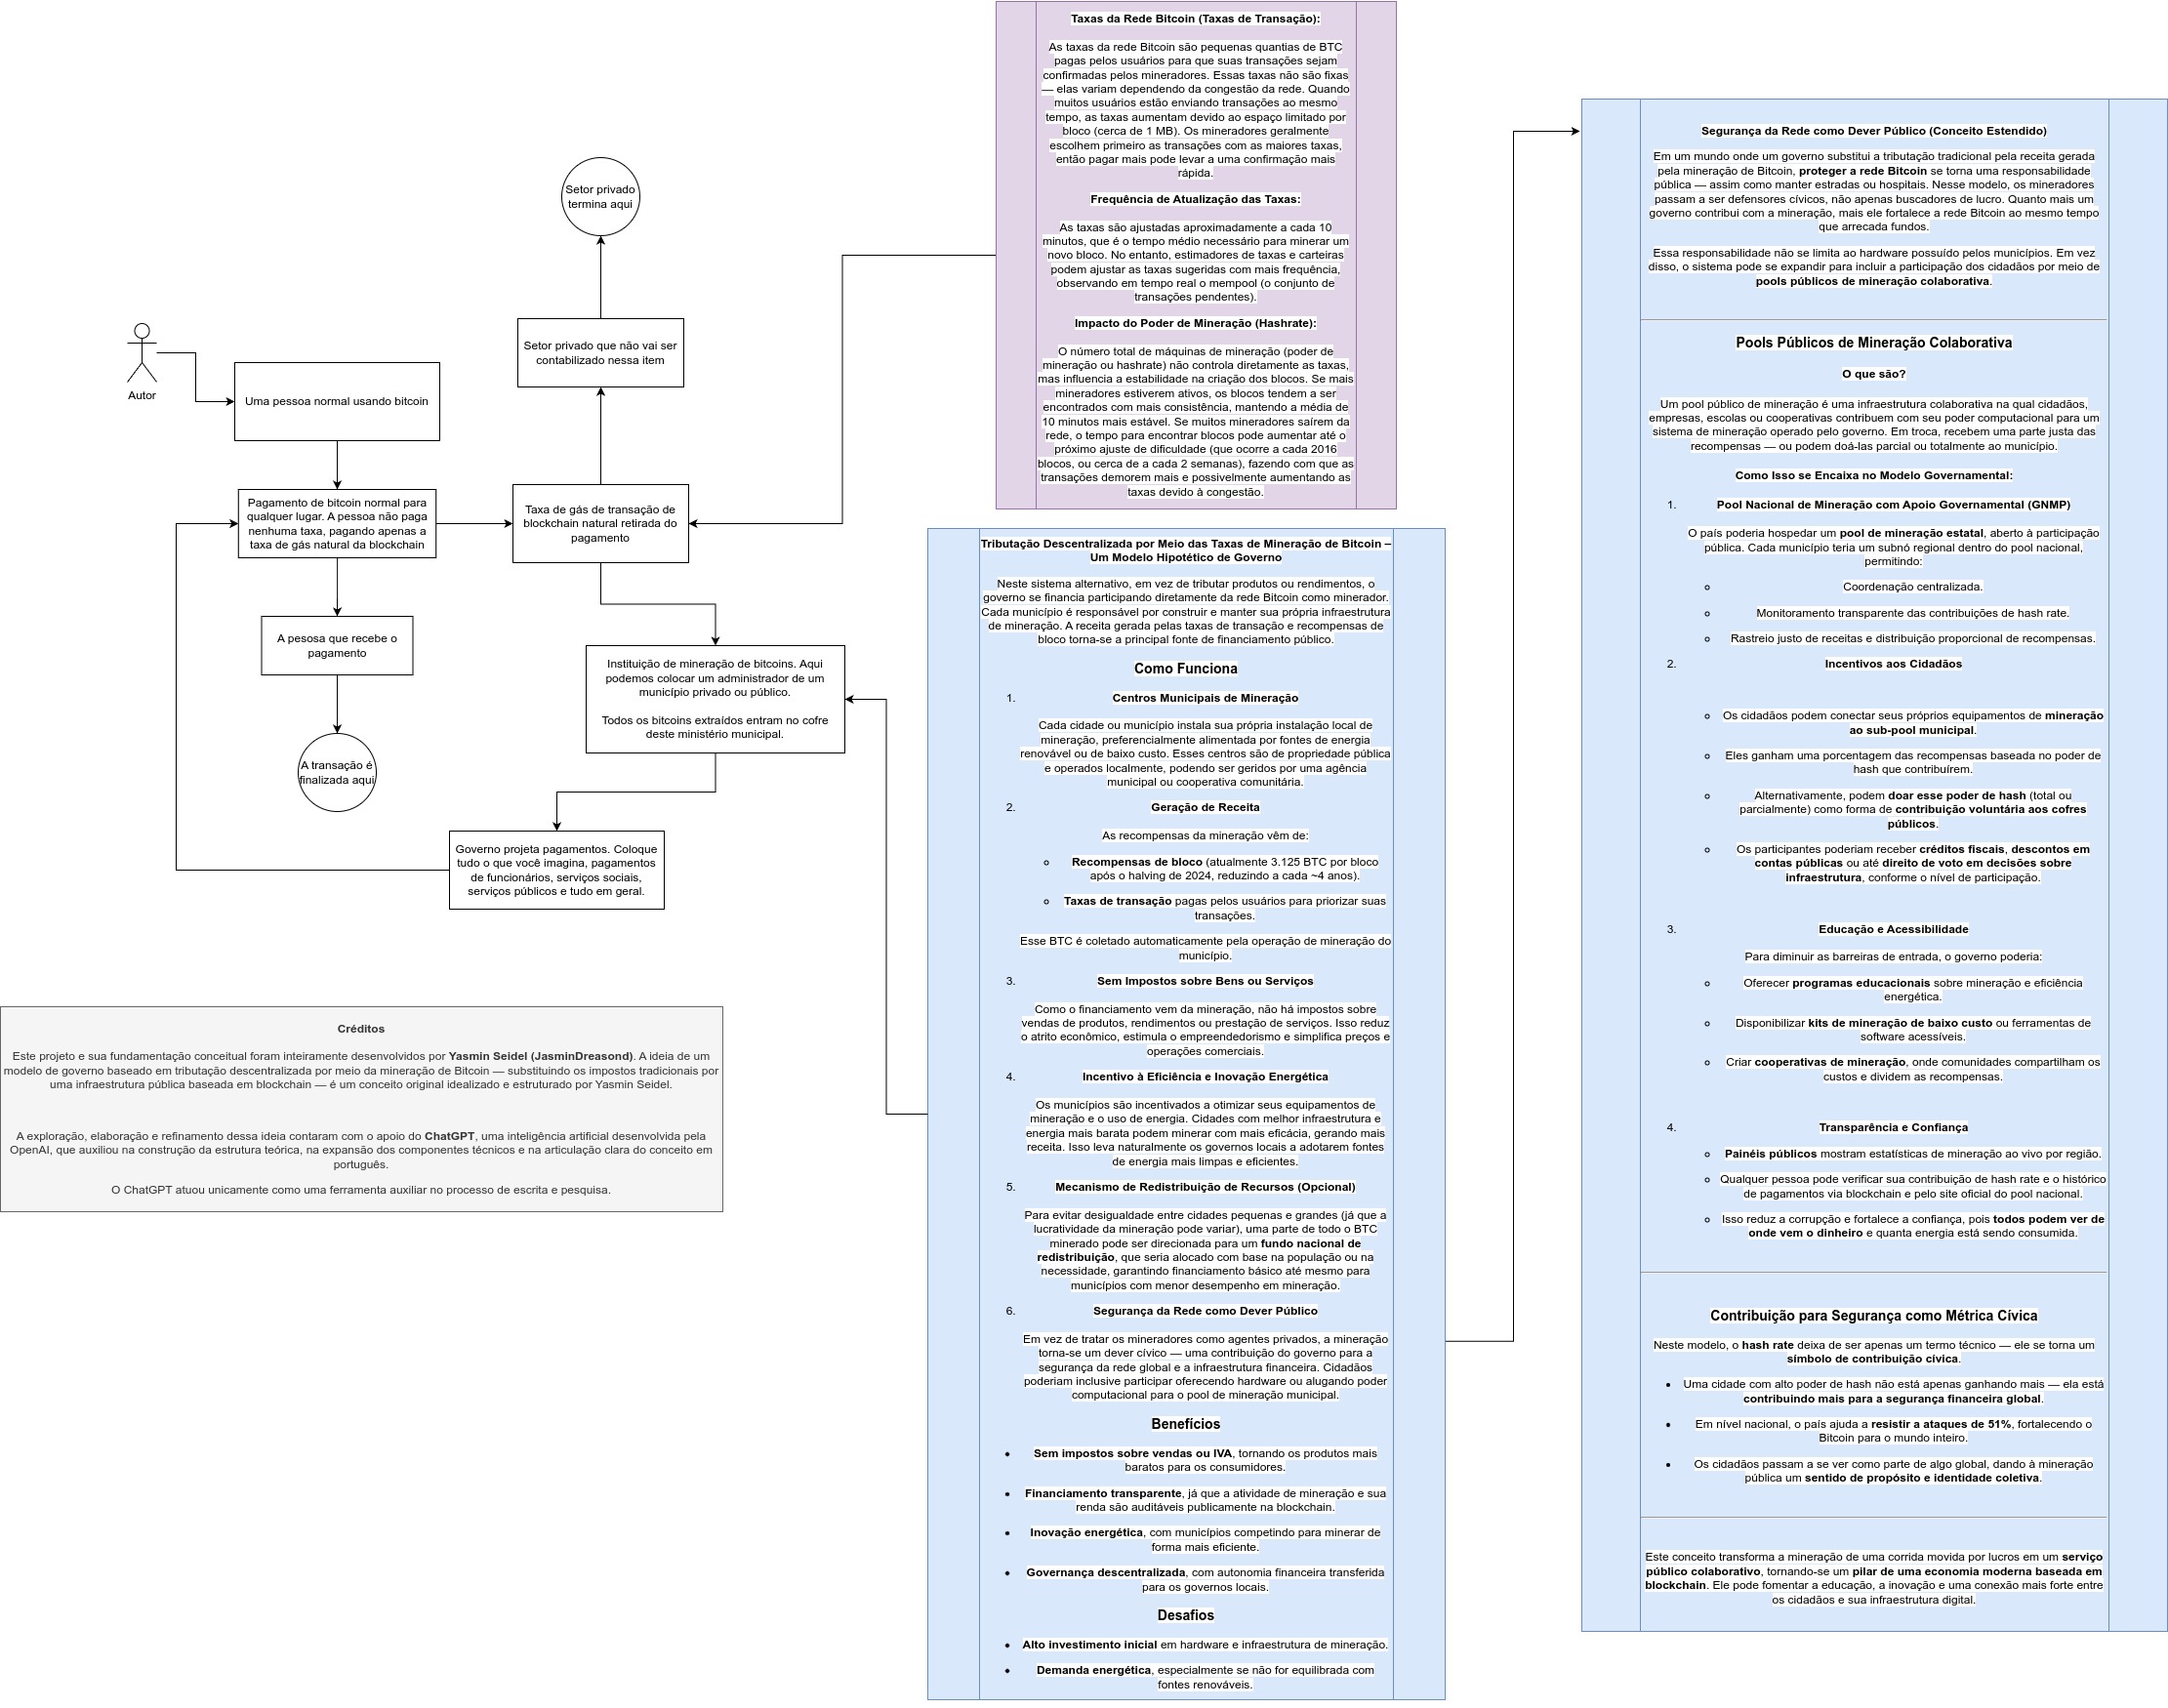 Autor
Uma pessoa normal usando bitcoin
Pagamento de bitcoin normal para
qualquer lugar. A pessoa não paga
nenhuma taxa, pagando apenas a
taxa de gás natural da blockchain
A pesosa que recebe o
pagamento
A transação é
finalizada aqui
Setor privado
termina aqui
Setor privado que não vai ser
contabilizado nessa item
Taxa de gás de transação de
blockchain natural retirada do
pagamento
Instituição de mineração de bitcoins. Aqui
podemos colocar um administrador de um
município privado ou público.
Todos os bitcoins extraídos entram no cofre
deste ministério municipal.
Governo projeta pagamentos. Coloque
tudo o que você imagina, pagamentos
de funcionários, serviços sociais,
serviços públicos e tudo em geral.
Créditos
Este projeto e sua fundamentação conceitual foram inteiramente desenvolvidos por Yasmin Seidel (JasminDreasond). A ideia de um
modelo de governo baseado em tributação descentralizada por meio da mineração de Bitcoin — substituindo os impostos tradicionais por
uma infraestrutura pública baseada em blockchain — é um conceito original idealizado e estruturado por Yasmin Seidel.
A exploração, elaboração e refinamento dessa ideia contaram com o apoio do ChatGPT, uma inteligência artificial desenvolvida pela
OpenAI, que auxiliou na construção da estrutura teórica, na expansão dos componentes técnicos e na articulação clara do conceito em
português.
O ChatGPT atuou unicamente como uma ferramenta auxiliar no processo de escrita e pesquisa.
Taxas da Rede Bitcoin (Taxas de Transação):
As taxas da rede Bitcoin são pequenas quantias de BTC
pagas pelos usuários para que suas transações sejam
confirmadas pelos mineradores. Essas taxas não são fixas
— elas variam dependendo da congestão da rede. Quando
muitos usuários estão enviando transações ao mesmo
tempo, as taxas aumentam devido ao espaço limitado por
bloco (cerca de 1 MB). Os mineradores geralmente
escolhem primeiro as transações com as maiores taxas,
então pagar mais pode levar a uma confirmação mais
rápida.
Frequência de Atualização das Taxas:
As taxas são ajustadas aproximadamente a cada 10
minutos, que é o tempo médio necessário para minerar um
novo bloco. No entanto, estimadores de taxas e carteiras
podem ajustar as taxas sugeridas com mais frequência,
observando em tempo real o mempool (o conjunto de
transações pendentes).
Impacto do Poder de Mineração (Hashrate):
O número total de máquinas de mineração (poder de
mineração ou hashrate) não controla diretamente as taxas,
mas influencia a estabilidade na criação dos blocos. Se mais
mineradores estiverem ativos, os blocos tendem a ser
encontrados com mais consistência, mantendo a média de
10 minutos mais estável. Se muitos mineradores saírem da
rede, o tempo para encontrar blocos pode aumentar até o
próximo ajuste de dificuldade (que ocorre a cada 2016
blocos, ou cerca de a cada 2 semanas), fazendo com que as
transações demorem mais e possivelmente aumentando as
taxas devido à congestão.
Tributação Descentralizada por Meio das Taxas de Mineração de Bitcoin –
Um Modelo Hipotético de Governo
Neste sistema alternativo, em vez de tributar produtos ou rendimentos, o
governo se financia participando diretamente da rede Bitcoin como minerador.
Cada município é responsável por construir e manter sua própria infraestrutura
de mineração. A receita gerada pelas taxas de transação e recompensas de
bloco torna-se a principal fonte de financiamento público.
Como Funciona
1. Centros Municipais de Mineração
Cada cidade ou município instala sua própria instalação local de
mineração, preferencialmente alimentada por fontes de energia
renovável ou de baixo custo. Esses centros são de propriedade pública
e operados localmente, podendo ser geridos por uma agência
municipal ou cooperativa comunitária.
2. Geração de Receita
As recompensas da mineração vêm de:
○ Recompensas de bloco (atualmente 3.125 BTC por bloco
após o halving de 2024, reduzindo a cada ~4 anos).
○ Taxas de transação pagas pelos usuários para priorizar suas
transações.
Esse BTC é coletado automaticamente pela operação de mineração do
município.
3. Sem Impostos sobre Bens ou Serviços
Como o financiamento vem da mineração, não há impostos sobre
vendas de produtos, rendimentos ou prestação de serviços. Isso reduz
o atrito econômico, estimula o empreendedorismo e simplifica preços e
operações comerciais.
4. Incentivo à Eficiência e Inovação Energética
Os municípios são incentivados a otimizar seus equipamentos de
mineração e o uso de energia. Cidades com melhor infraestrutura e
energia mais barata podem minerar com mais eficácia, gerando mais
receita. Isso leva naturalmente os governos locais a adotarem fontes
de energia mais limpas e eficientes.
5. Mecanismo de Redistribuição de Recursos (Opcional)
Para evitar desigualdade entre cidades pequenas e grandes (já que a
lucratividade da mineração pode variar), uma parte de todo o BTC
minerado pode ser direcionada para um fundo nacional de
redistribuição, que seria alocado com base na população ou na
necessidade, garantindo financiamento básico até mesmo para
municípios com menor desempenho em mineração.
6. Segurança da Rede como Dever Público
Em vez de tratar os mineradores como agentes privados, a mineração
torna-se um dever cívico — uma contribuição do governo para a
segurança da rede global e a infraestrutura financeira. Cidadãos
poderiam inclusive participar oferecendo hardware ou alugando poder
computacional para o pool de mineração municipal.
Benefícios
• Sem impostos sobre vendas ou IVA, tornando os produtos mais
baratos para os consumidores.
• Financiamento transparente, já que a atividade de mineração e sua
renda são auditáveis publicamente na blockchain.
• Inovação energética, com municípios competindo para minerar de
forma mais eficiente.
• Governança descentralizada, com autonomia financeira transferida
para os governos locais.
Desafios
• Alto investimento inicial em hardware e infraestrutura de mineração.
• Demanda energética, especialmente se não for equilibrada com
fontes renováveis.
Segurança da Rede como Dever Público (Conceito Estendido)
Em um mundo onde um governo substitui a tributação tradicional pela receita gerada
pela mineração de Bitcoin, proteger a rede Bitcoin se torna uma responsabilidade
pública — assim como manter estradas ou hospitais. Nesse modelo, os mineradores
passam a ser defensores cívicos, não apenas buscadores de lucro. Quanto mais um
governo contribui com a mineração, mais ele fortalece a rede Bitcoin ao mesmo tempo
que arrecada fundos.
Essa responsabilidade não se limita ao hardware possuído pelos municípios. Em vez
disso, o sistema pode se expandir para incluir a participação dos cidadãos por meio de
pools públicos de mineração colaborativa.
Pools Públicos de Mineração Colaborativa
O que são?
Um pool público de mineração é uma infraestrutura colaborativa na qual cidadãos,
empresas, escolas ou cooperativas contribuem com seu poder computacional para um
sistema de mineração operado pelo governo. Em troca, recebem uma parte justa das
recompensas — ou podem doá-las parcial ou totalmente ao município.
Como Isso se Encaixa no Modelo Governamental:
1. Pool Nacional de Mineração com Apoio Governamental (GNMP)
O país poderia hospedar um pool de mineração estatal, aberto à participação
pública. Cada município teria um subnó regional dentro do pool nacional,
permitindo:
○ Coordenação centralizada.
○ Monitoramento transparente das contribuições de hash rate.
○ Rastreio justo de receitas e distribuição proporcional de recompensas.
2. Incentivos aos Cidadãos
○ Os cidadãos podem conectar seus próprios equipamentos de mineração
ao sub-pool municipal.
○ Eles ganham uma porcentagem das recompensas baseada no poder de
hash que contribuírem.
○ Alternativamente, podem doar esse poder de hash (total ou
parcialmente) como forma de contribuição voluntária aos cofres
públicos.
○ Os participantes poderiam receber créditos fiscais, descontos em
contas públicas ou até direito de voto em decisões sobre
infraestrutura, conforme o nível de participação.
3. Educação e Acessibilidade
Para diminuir as barreiras de entrada, o governo poderia:
○ Oferecer programas educacionais sobre mineração e eficiência
energética.
○ Disponibilizar kits de mineração de baixo custo ou ferramentas de
software acessíveis.
○ Criar cooperativas de mineração, onde comunidades compartilham os
custos e dividem as recompensas.
4. Transparência e Confiança
○ Painéis públicos mostram estatísticas de mineração ao vivo por região.
○ Qualquer pessoa pode verificar sua contribuição de hash rate e o histórico
de pagamentos via blockchain e pelo site oficial do pool nacional.
○ Isso reduz a corrupção e fortalece a confiança, pois todos podem ver de
onde vem o dinheiro e quanta energia está sendo consumida.
Contribuição para Segurança como Métrica Cívica
Neste modelo, o hash rate deixa de ser apenas um termo técnico — ele se torna um
símbolo de contribuição cívica.
• Uma cidade com alto poder de hash não está apenas ganhando mais — ela está
contribuindo mais para a segurança financeira global.
• Em nível nacional, o país ajuda a resistir a ataques de 51%, fortalecendo o
Bitcoin para o mundo inteiro.
• Os cidadãos passam a se ver como parte de algo global, dando à mineração
pública um sentido de propósito e identidade coletiva.
Este conceito transforma a mineração de uma corrida movida por lucros em um serviço
público colaborativo, tornando-se um pilar de uma economia moderna baseada em
blockchain. Ele pode fomentar a educação, a inovação e uma conexão mais forte entre
os cidadãos e sua infraestrutura digital.